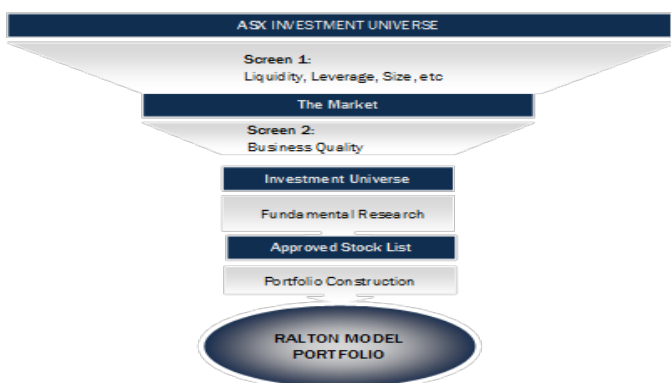 ASX INVESTMENT UNIVERSE
Screen 1:
Liquidity, Leverage, Size, etc
The Market
Screen 2:
Business Quality
Investment Universe
Fundamental Research
Approved Stock List
Portfolio Construction
RALTON MODEL
PORTFOLIO